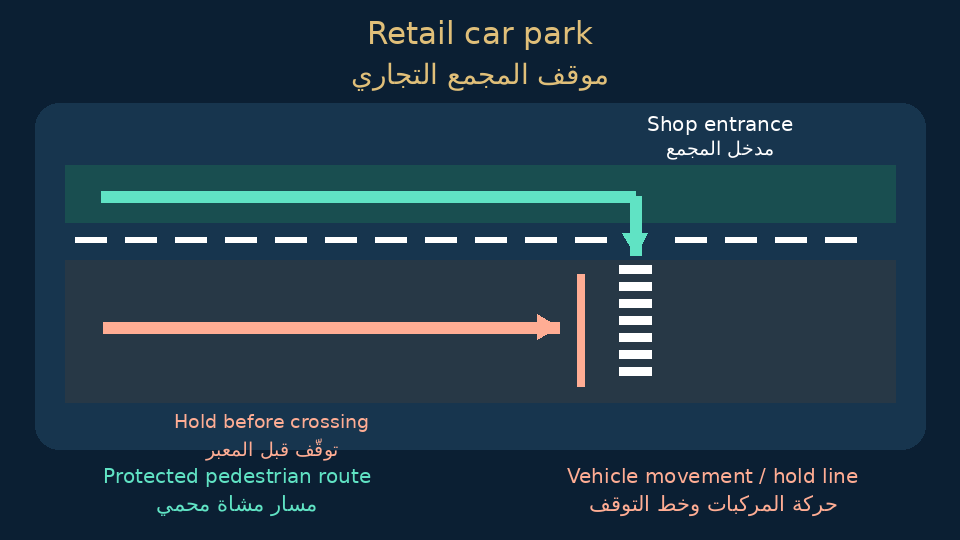 Retail car park
موقف المجمع التجاري
Shop entrance
مدخل المجمع
Hold before crossing
توقّف قبل المعبر
Protected pedestrian route
مسار مشاة محمي
Vehicle movement / hold line
حركة المركبات وخط التوقف